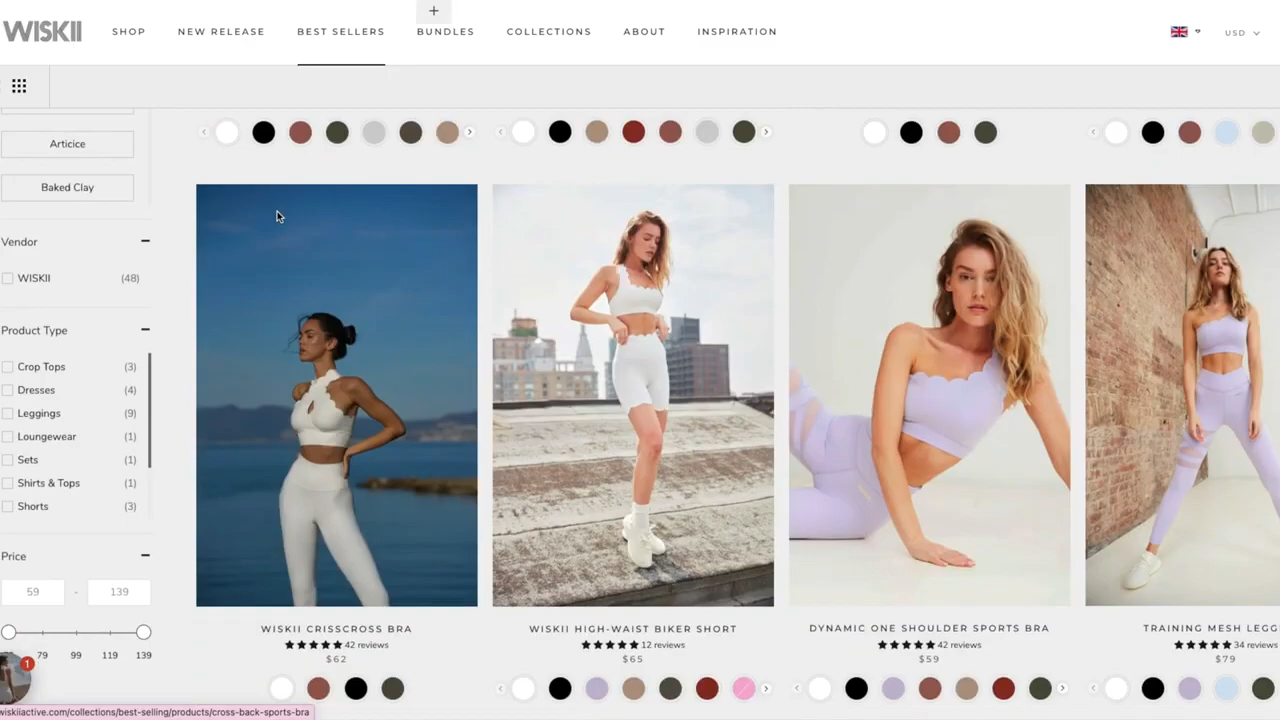 WISKII
SHOP
NEW RELEASE
BEST SELLERS
BUNDLES
COLLECTIONS
ABOUT
INSPIRATION
USD
Articice
Baked Clay
Vendor
WISKII (48)
Product Type
Crop Tops (3)
Dresses (4)
Leggings (9)
Loungewear (1)
Sets (1)
Shirts & Tops (1)
Shorts (3)
Price
59 - 139
79 99 119 139
1
WISKII CRISSCROSS BRA
42 reviews
$62
WISKII HIGH-WAIST BIKER SHORT
12 reviews
$65
DYNAMIC ONE SHOULDER SPORTS BRA
42 reviews
$59
TRAINING MESH LEGG
34 reviews
$79
wiskiiactive.com/collections/best-selling/products/cross-back-sports-bra